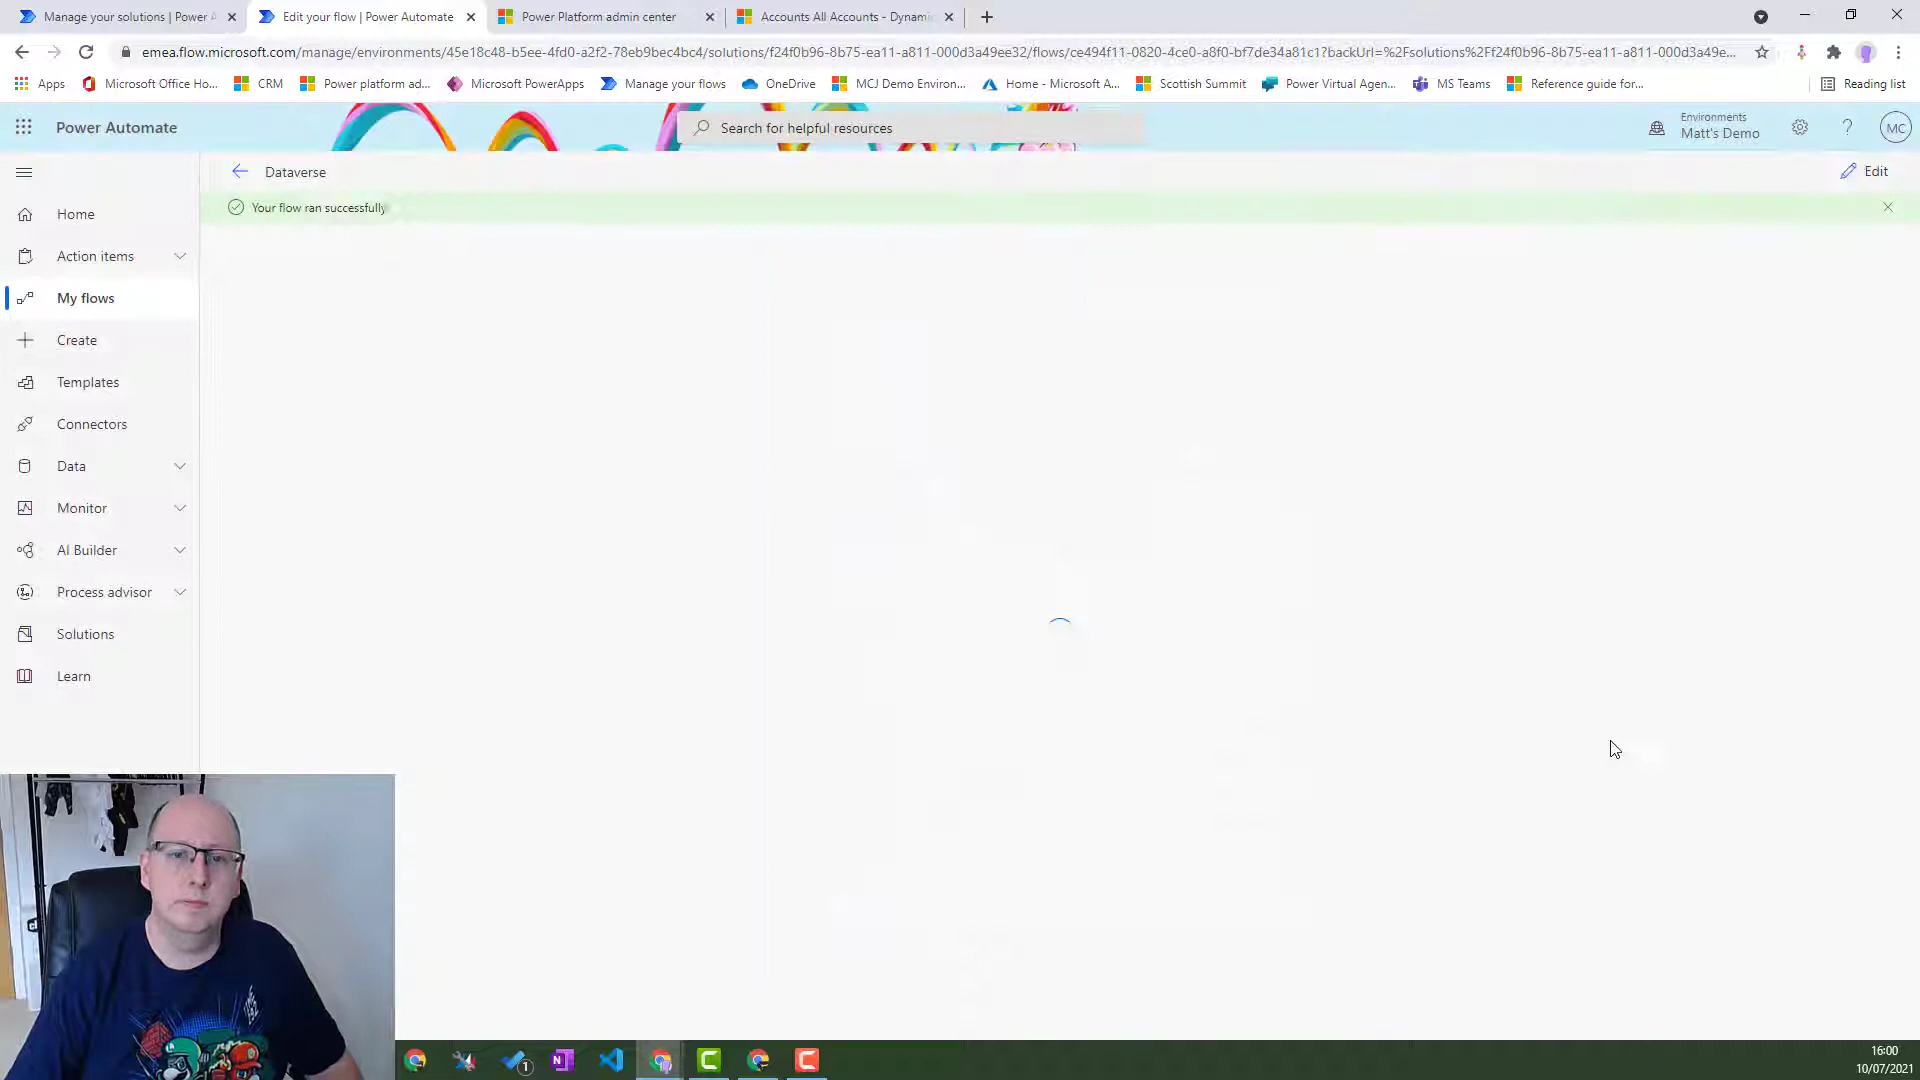 Manage your solutions | Power A
Edit your flow | Power Automate
Power Platform admin center
Accounts All Accounts - Dynami
emea.flow.microsoft.com/manage/environments/45e18c48-b5ee-4fd0-a2f2-78eb9bec4bc4/solutions/f24f0b96-8b75-ea11-a811-000d3a49ee32/flows/ce494f11-0820-4ce0-a8f0-bf7de34a81c1?backUrl=%2Fsolutions%2Ff24f0b96-8b75-ea11-a811-000d3a49e...
Apps
Microsoft Office Ho...
CRM
Power platform ad...
Microsoft PowerApps
Manage your flows
OneDrive
MCJ Demo Environ...
Home - Microsoft A...
Scottish Summit
Power Virtual Agen...
MS Teams
Reference guide for...
Reading list
Power Automate
Search for helpful resources
Environments
Matt's Demo
MC
Dataverse
Edit
Your flow ran successfully
Home
Action items
My flows
Create
Templates
Connectors
Data
Monitor
AI Builder
Process advisor
Solutions
Learn
1
16:00
10/07/2021